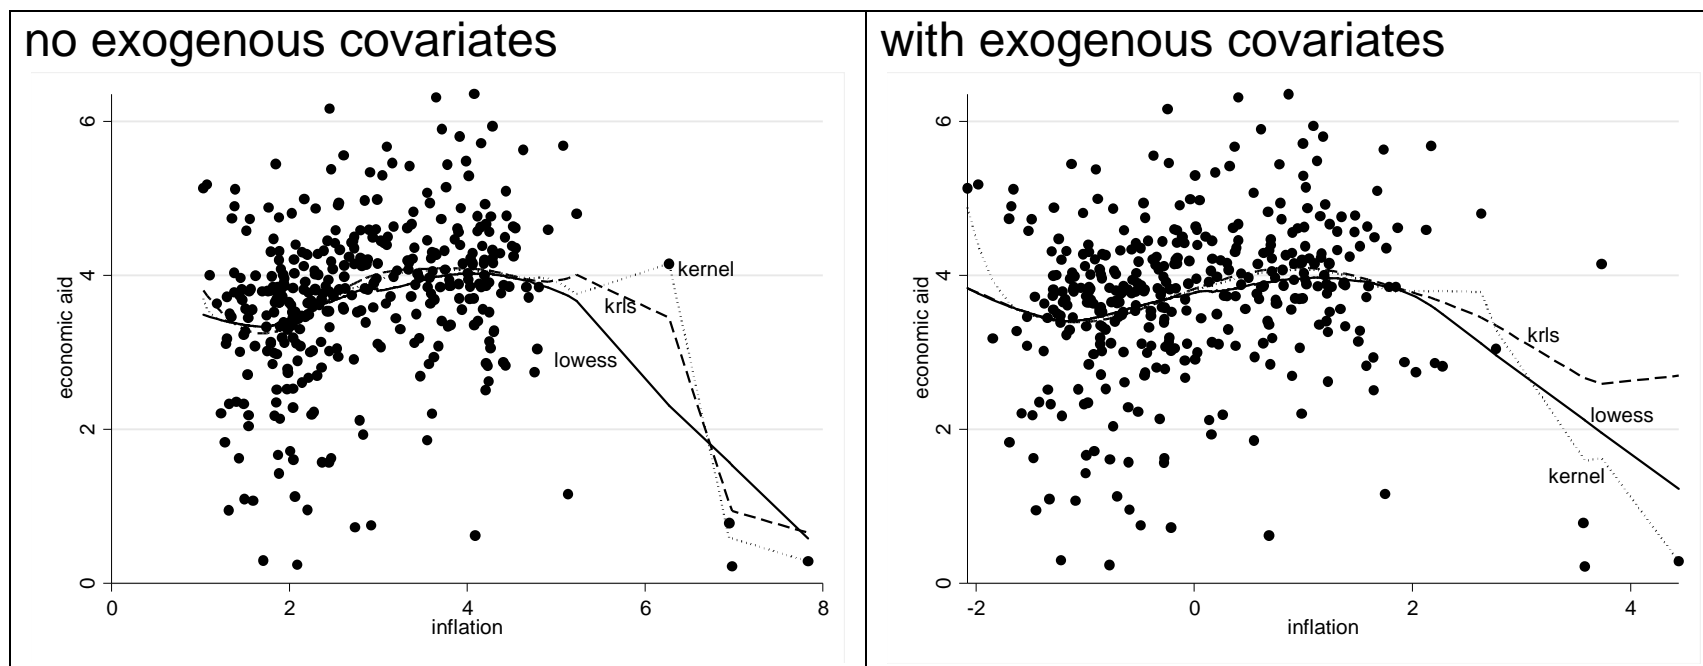 no exogenous covariates
6
4
2
0
economic aid
kernel
krls
lowess
0 2 4 6 8
inflation
with exogenous covariates
6
4
2
0
economic aid
krls
lowess
kernel
-2 0 2 4
inflation